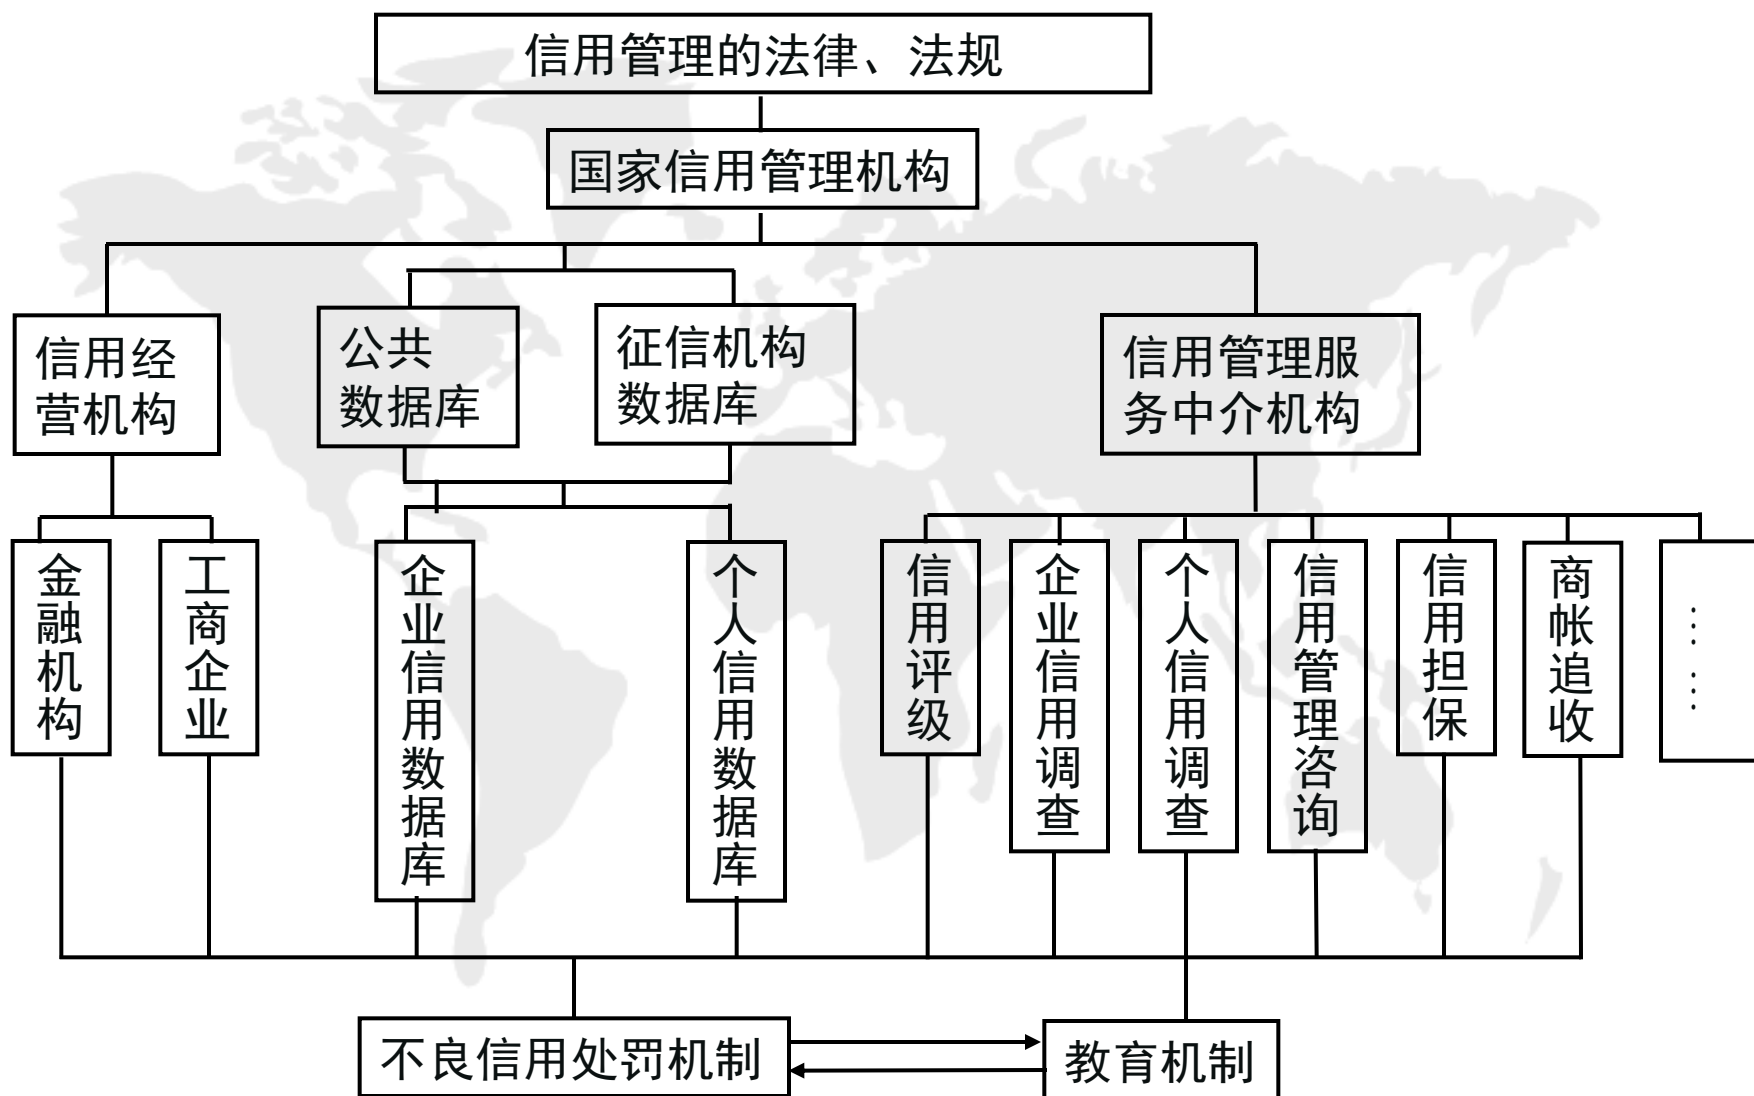 信用管理的法律、法规
国家信用管理机构
信用经
营机构
公共
数据库
征信机构
数据库
信用管理服
务中介机构
金融机构
工商企业
企业信用数据库
个人信用数据库
信用评级
企业信用调查
个人信用调查
信用管理咨询
信用担保
商帐追收
……
不良信用处罚机制
教育机制